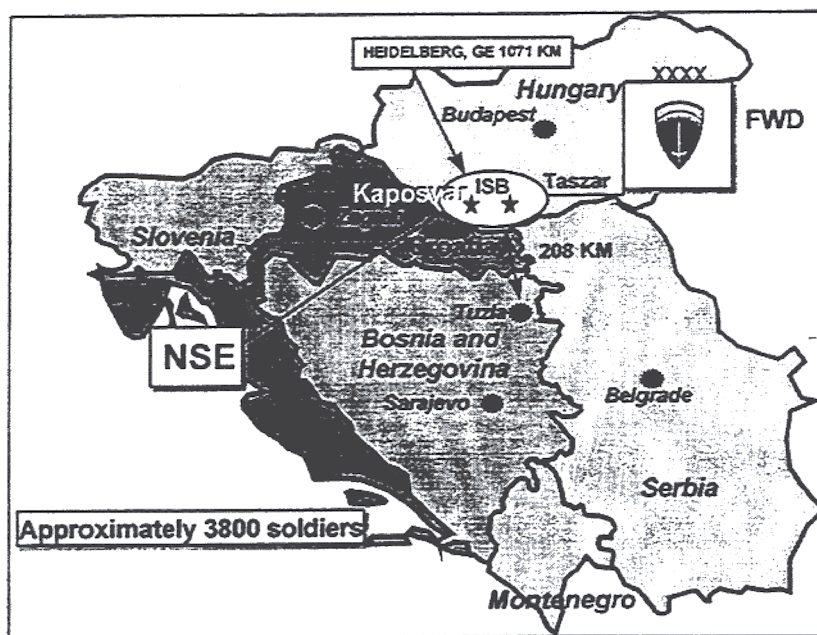 HEIDELBERG, GE 1071 KM
XXXX
Hungary
Budapest
FWD
Kaposvar
ISB
Taszar
Slovenia
Croatia
208 KM
Tuzla
NSE
Bosnia and
Herzegovina
Sarajevo
Belgrade
Serbia
Approximately 3800 soldiers
Montenegro